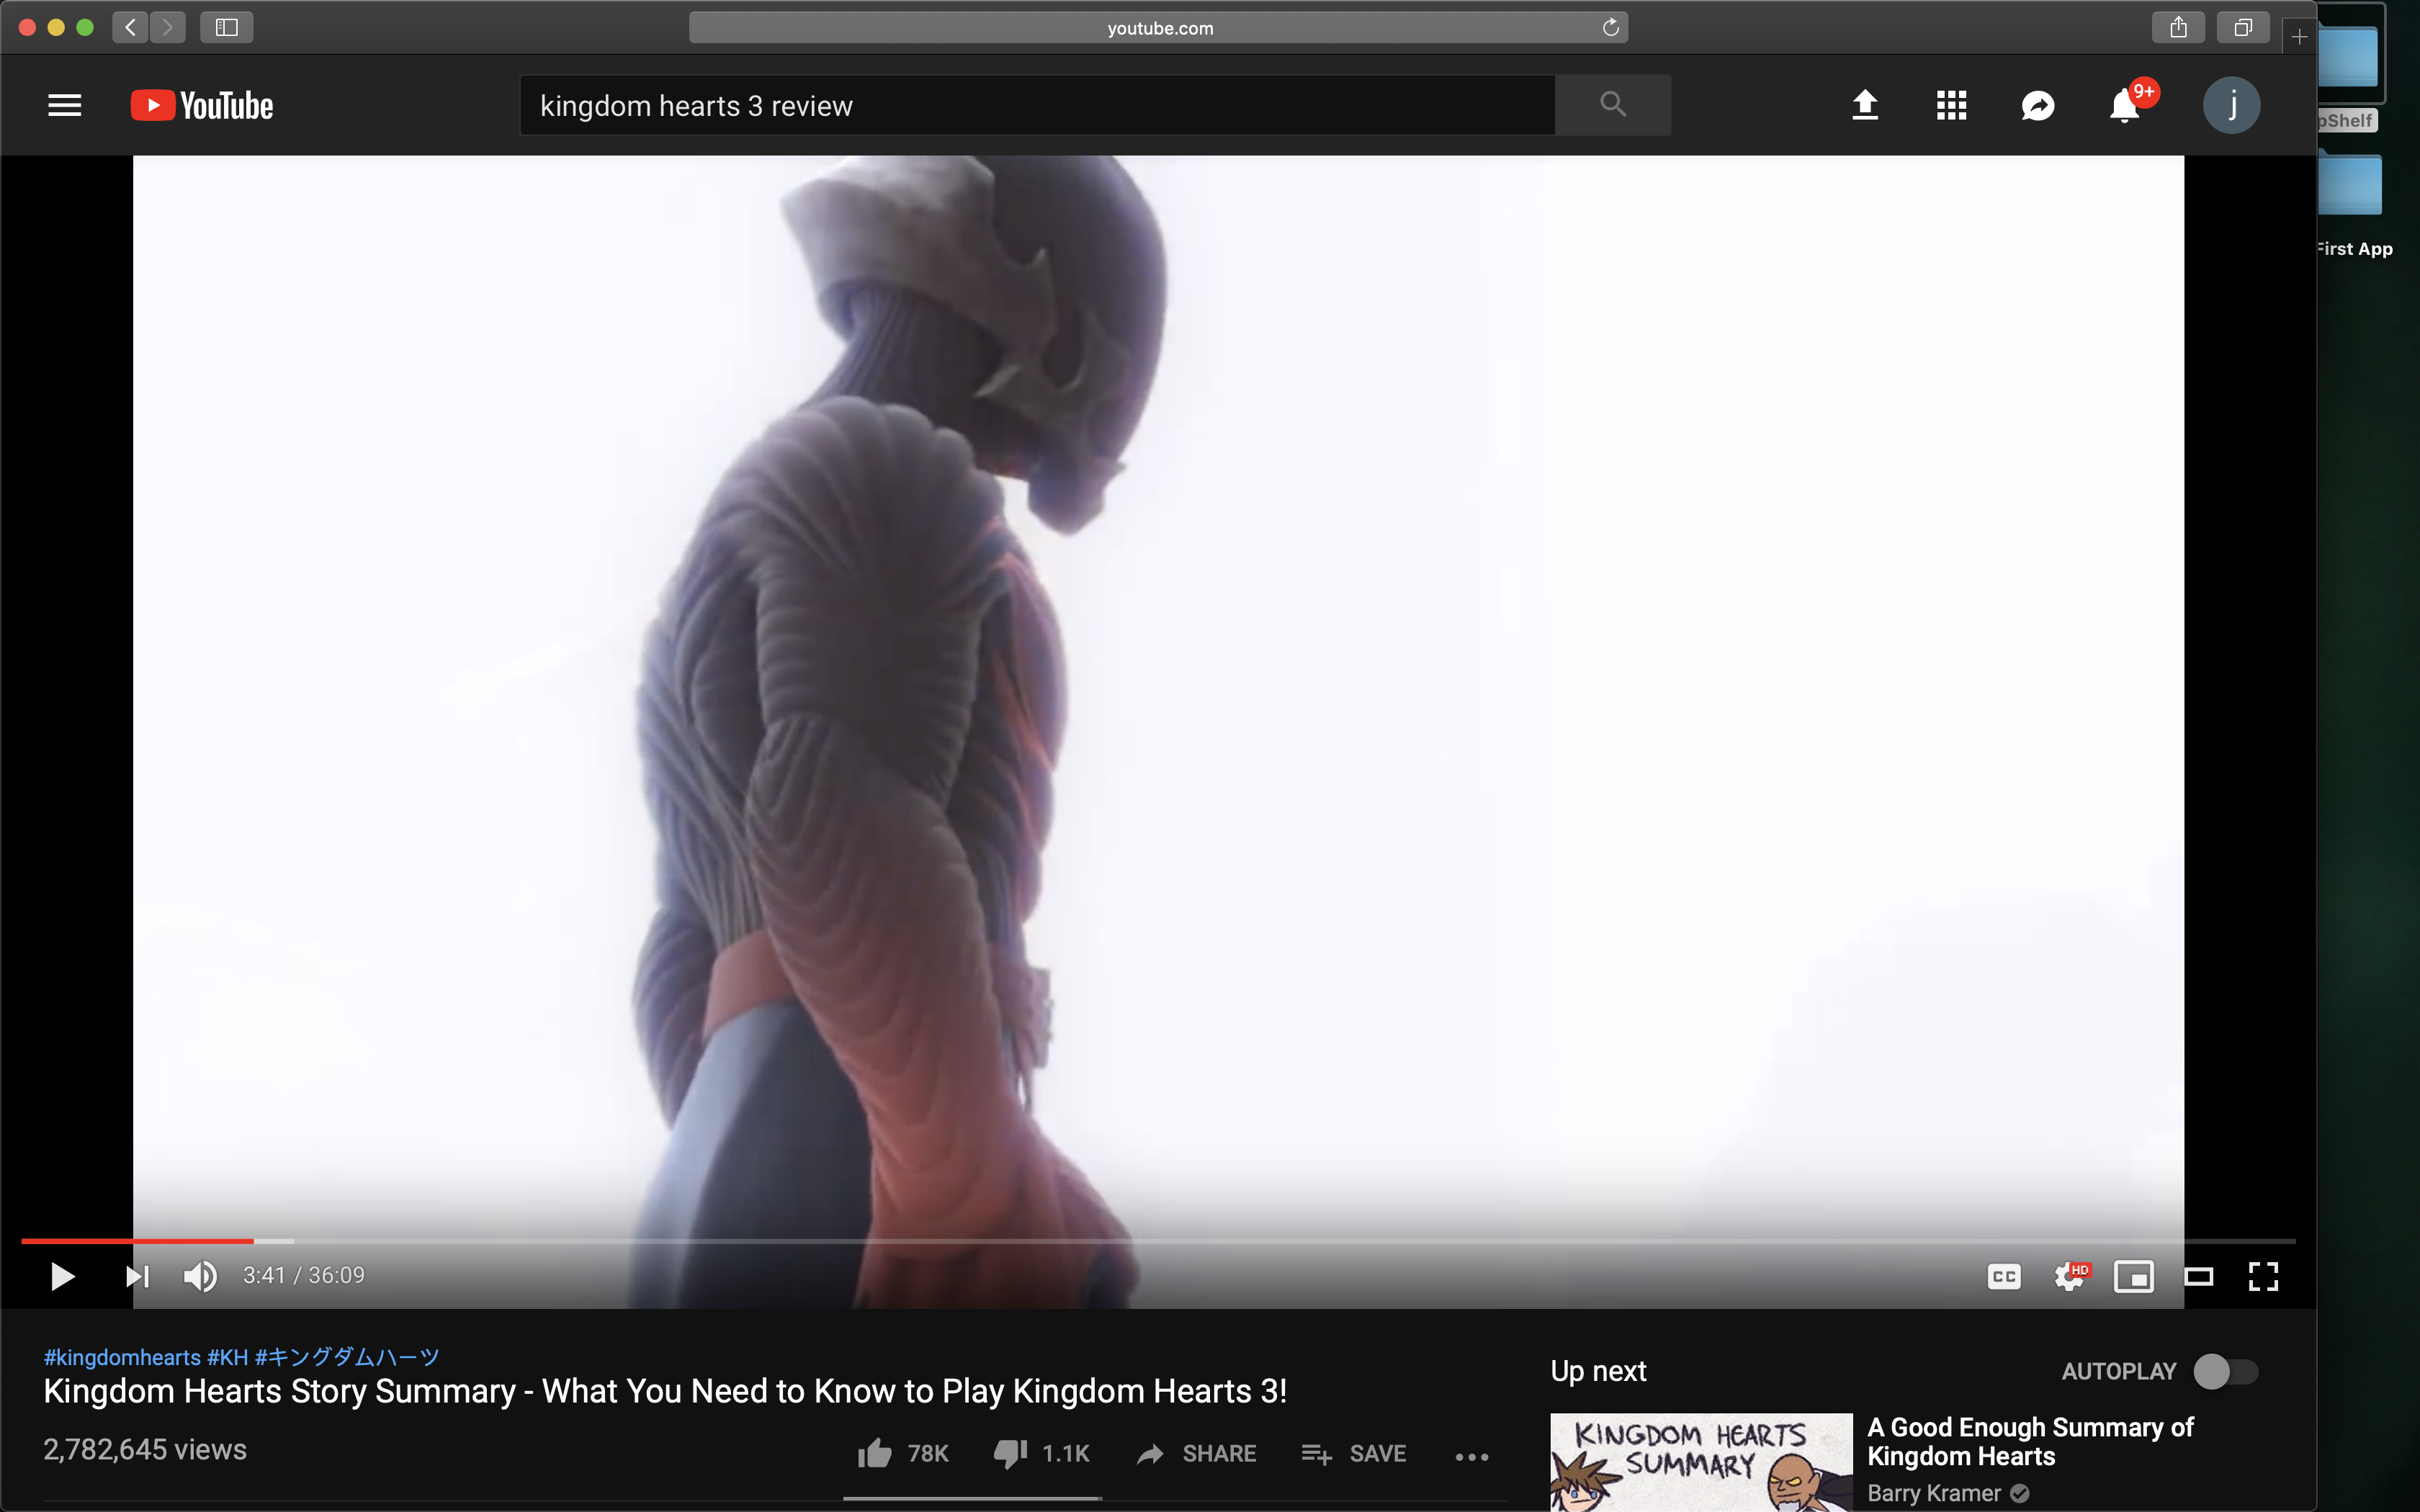 youtube.com
YouTube
kingdom hearts 3 review
9+
j
pShelf
First App
3:41 / 36:09
CC
HD
#kingdomhearts #KH #キングダムハーツ
Kingdom Hearts Story Summary - What You Need to Know to Play Kingdom Hearts 3!
2,782,645 views
78K
1.1K
SHARE
SAVE
Up next
AUTOPLAY
KINGDOM HEARTS
SUMMARY
A Good Enough Summary of
Kingdom Hearts
Barry Kramer